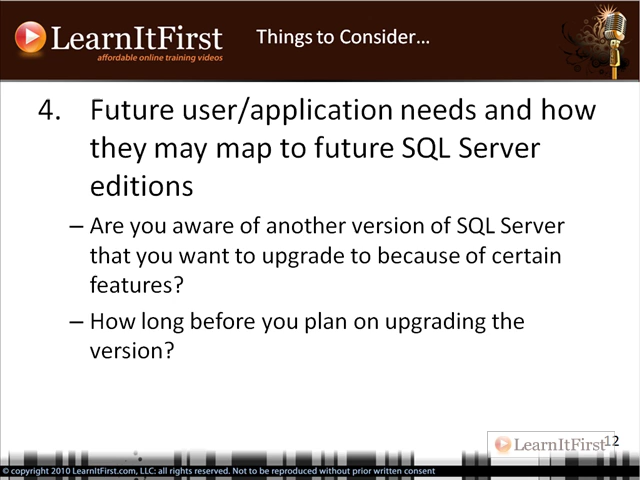 LearnItFirst
affordable online training videos
Things to Consider...
4. Future user/application needs and how
they may map to future SQL Server
editions
– Are you aware of another version of SQL Server
that you want to upgrade to because of certain
features?
– How long before you plan on upgrading the
version?
LearnItFirst
12
© copyright 2010 LearnItFirst.com, LLC: all rights reserved. Not to be reproduced without prior written consent